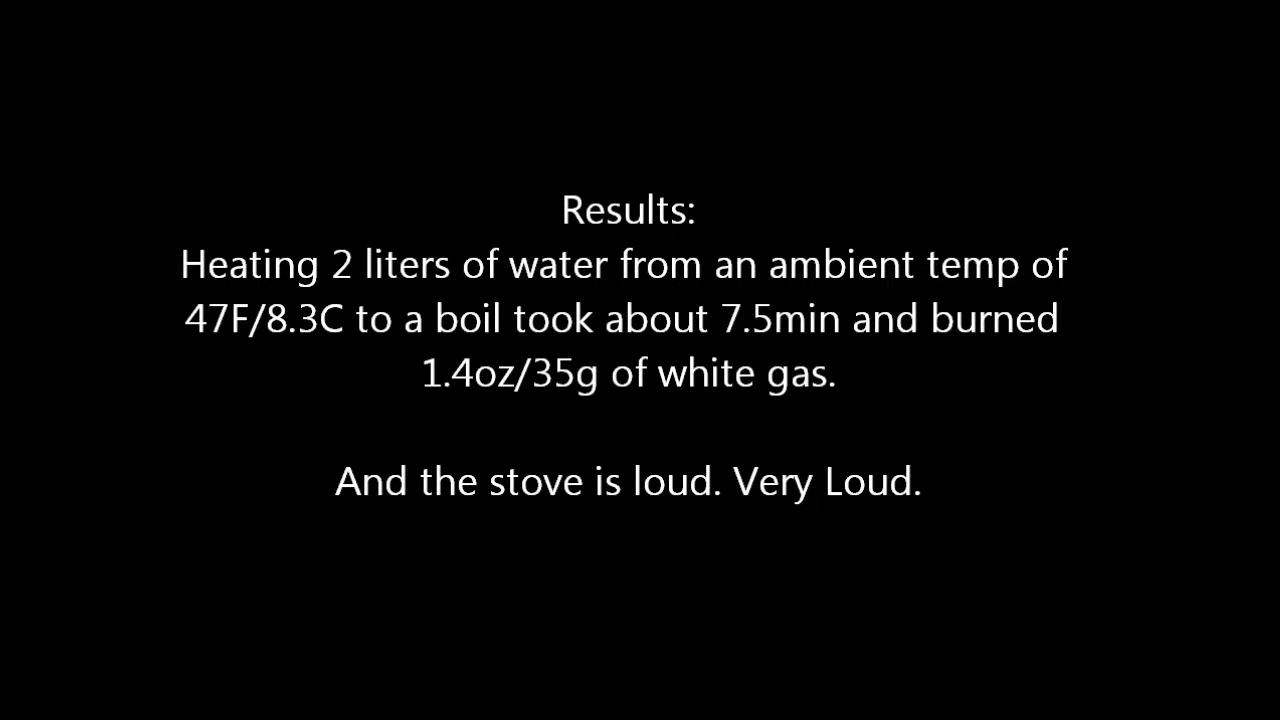 Results:
Heating 2 liters of water from an ambient temp of
47F/8.3C to a boil took about 7.5min and burned
1.4oz/35g of white gas.
And the stove is loud. Very Loud.